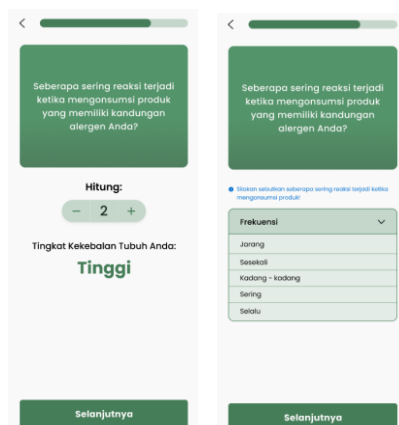 Seberapa sering reaksi terjadi
ketika mengonsumsi produk
yang memiliki kandungan
alergen Anda?
Hitung:
− 2 +
Tingkat Kekebalan Tubuh Anda:
Tinggi
Selanjutnya
Seberapa sering reaksi terjadi
ketika mengonsumsi produk
yang memiliki kandungan
alergen Anda?
Silakan sebutkan seberapa sering reaksi terjadi ketika
mengonsumsi produk!
Frekuensi
Jarang
Sesekali
Kadang - kadang
Sering
Selalu
Selanjutnya